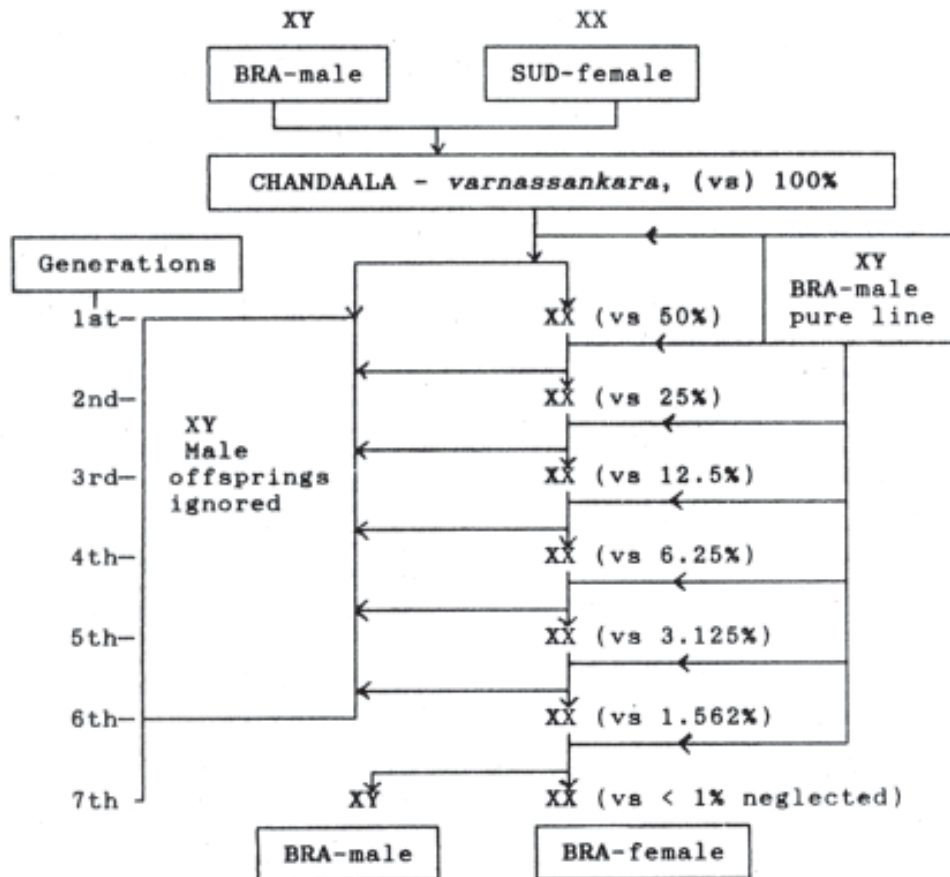 XY XX
BRA-male SUD-female
CHANDAALA - varnassankara, (vs) 100%
Generations
XY
BRA-male
pure line
1st— XX (vs 50%)
2nd— XX (vs 25%)
XY
Male
offsprings
ignored
3rd— XX (vs 12.5%)
4th— XX (vs 6.25%)
5th— XX (vs 3.125%)
6th— XX (vs 1.562%)
7th XY XX (vs < 1% neglected)
BRA-male BRA-female